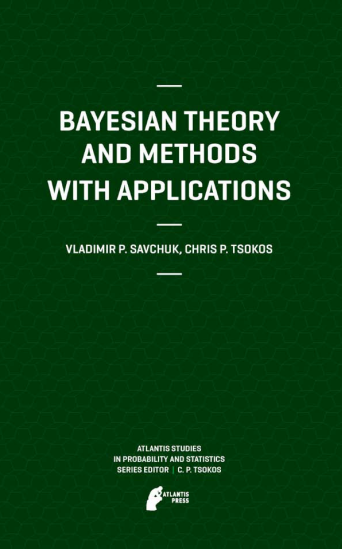 BAYESIAN THEORY
AND METHODS
WITH APPLICATIONS
VLADIMIR P. SAVCHUK, CHRIS P. TSOKOS
ATLANTIS STUDIES
IN PROBABILITY AND STATISTICS
SERIES EDITOR | C. P. TSOKOS
ATLANTIS
PRESS